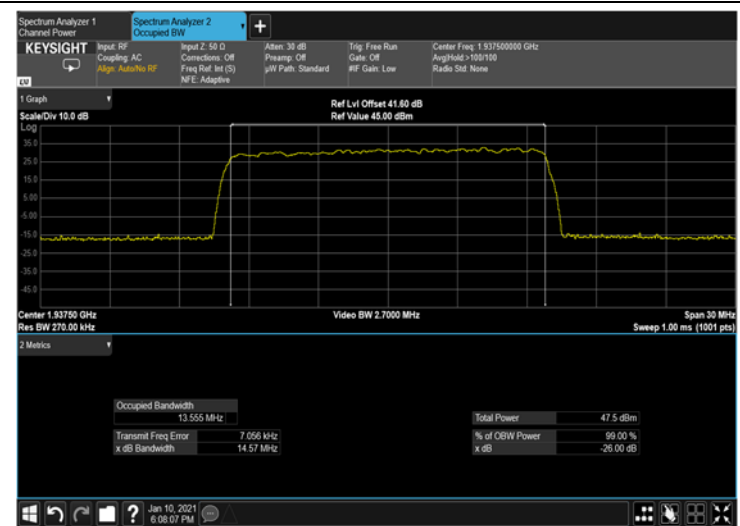 Spectrum Analyzer 1
Channel Power
Spectrum Analyzer 2
Occupied BW
+
KEYSIGHT
LXI
Input: RF
Coupling: AC
Align: Auto/No RF
Input Z: 50 Ω
Corrections: Off
Freq Ref: Int (S)
NFE: Adaptive
Atten: 30 dB
Preamp: Off
µW Path: Standard
Trig: Free Run
Gate: Off
#IF Gain: Low
Center Freq: 1.937500000 GHz
Avg|Hold:>100/100
Radio Std: None
1 Graph
Scale/Div 10.0 dB
Ref Lvl Offset 41.60 dB
Ref Value 45.00 dBm
Log
35.0
25.0
15.0
5.00
-5.00
-15.0
-25.0
-35.0
-45.0
Center 1.93750 GHz
Res BW 270.00 kHz
Video BW 2.7000 MHz
Span 30 MHz
Sweep 1.00 ms (1001 pts)
2 Metrics
Occupied Bandwidth
13.555 MHz
Transmit Freq Error 7.056 kHz
x dB Bandwidth 14.57 MHz
Total Power 47.5 dBm
% of OBW Power 99.00 %
x dB -26.00 dB
?
Jan 10, 2021
6:08:07 PM